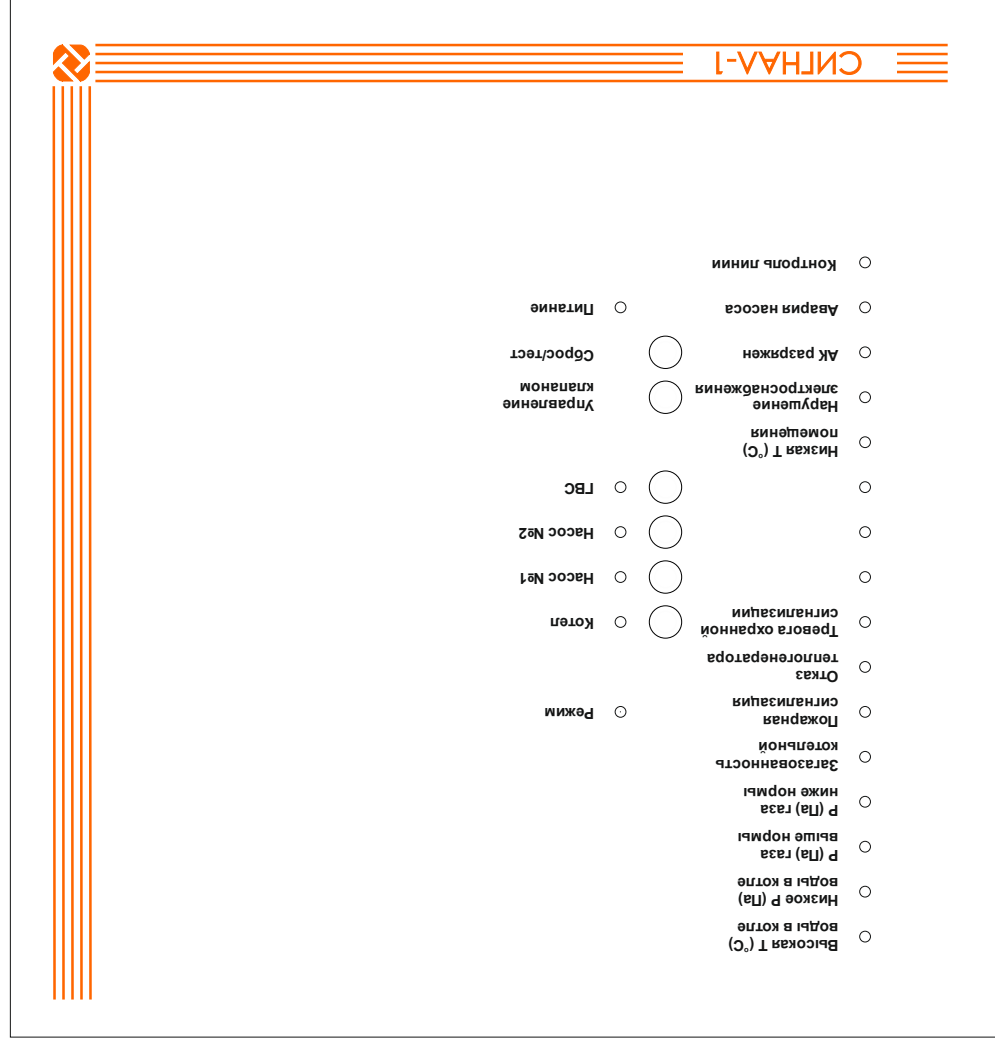 Высокая T (°C)
воды в котле
Низкое P (Па)
воды в котле
P (Па) газа
выше нормы
P (Па) газа
ниже нормы
Загазованность
котельной
Пожарная
сигнализация
Отказ
теплогенератора
Тревога охранной
сигнализации
Низкая T (°C)
помещения
Нарушение
электроснабжения
АК разряжен
Авария насоса
Контроль линии
Режим
Котел
Насос №1
Насос №2
ГВС
Управление
клапаном
Сброс/тест
Питание
СИГНАЛ-1